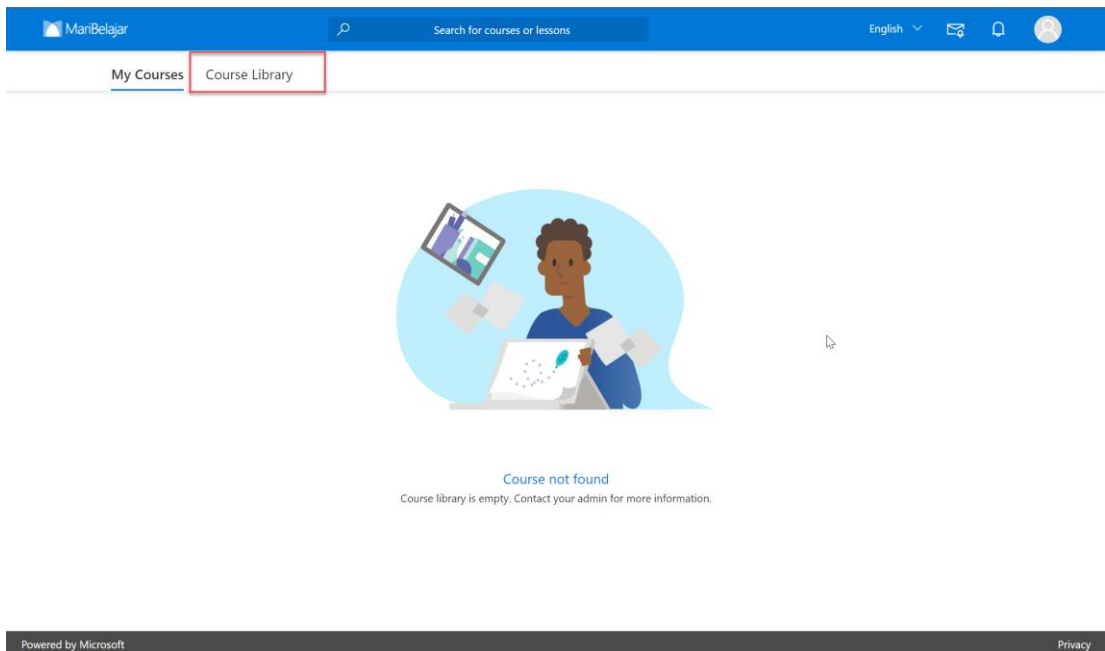 MariBelajar
Search for courses or lessons
English
My Courses
Course Library
Course not found
Course library is empty. Contact your admin for more information.
Powered by Microsoft
Privacy